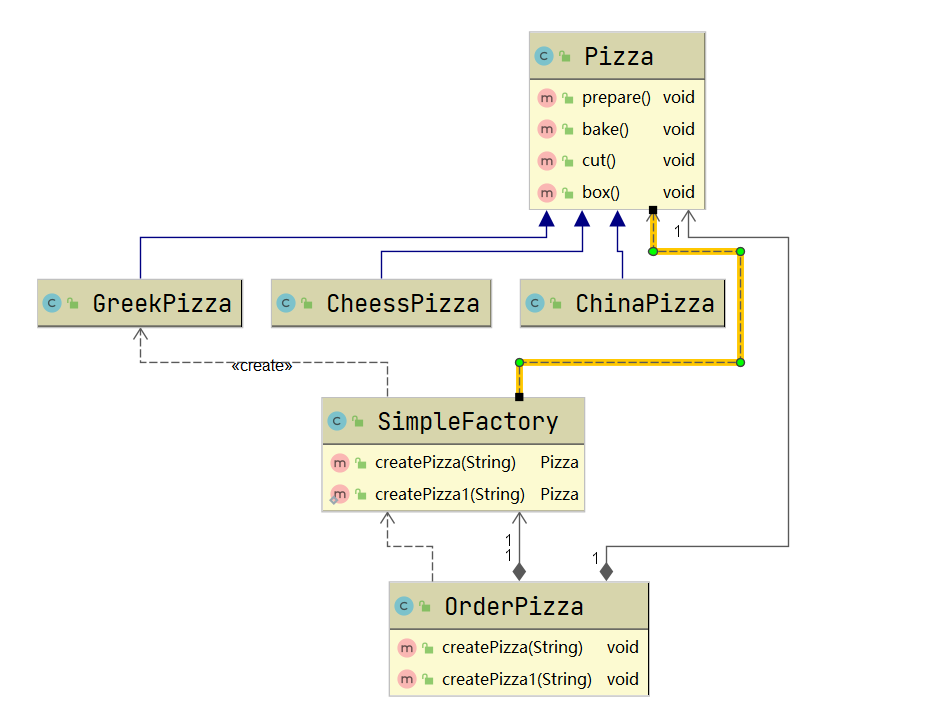 Pizza
prepare() void
bake() void
cut() void
box() void
1
GreekPizza
CheessPizza
ChinaPizza
«create»
SimpleFactory
createPizza(String) Pizza
createPizza1(String) Pizza
1
1
1
OrderPizza
createPizza(String) void
createPizza1(String) void